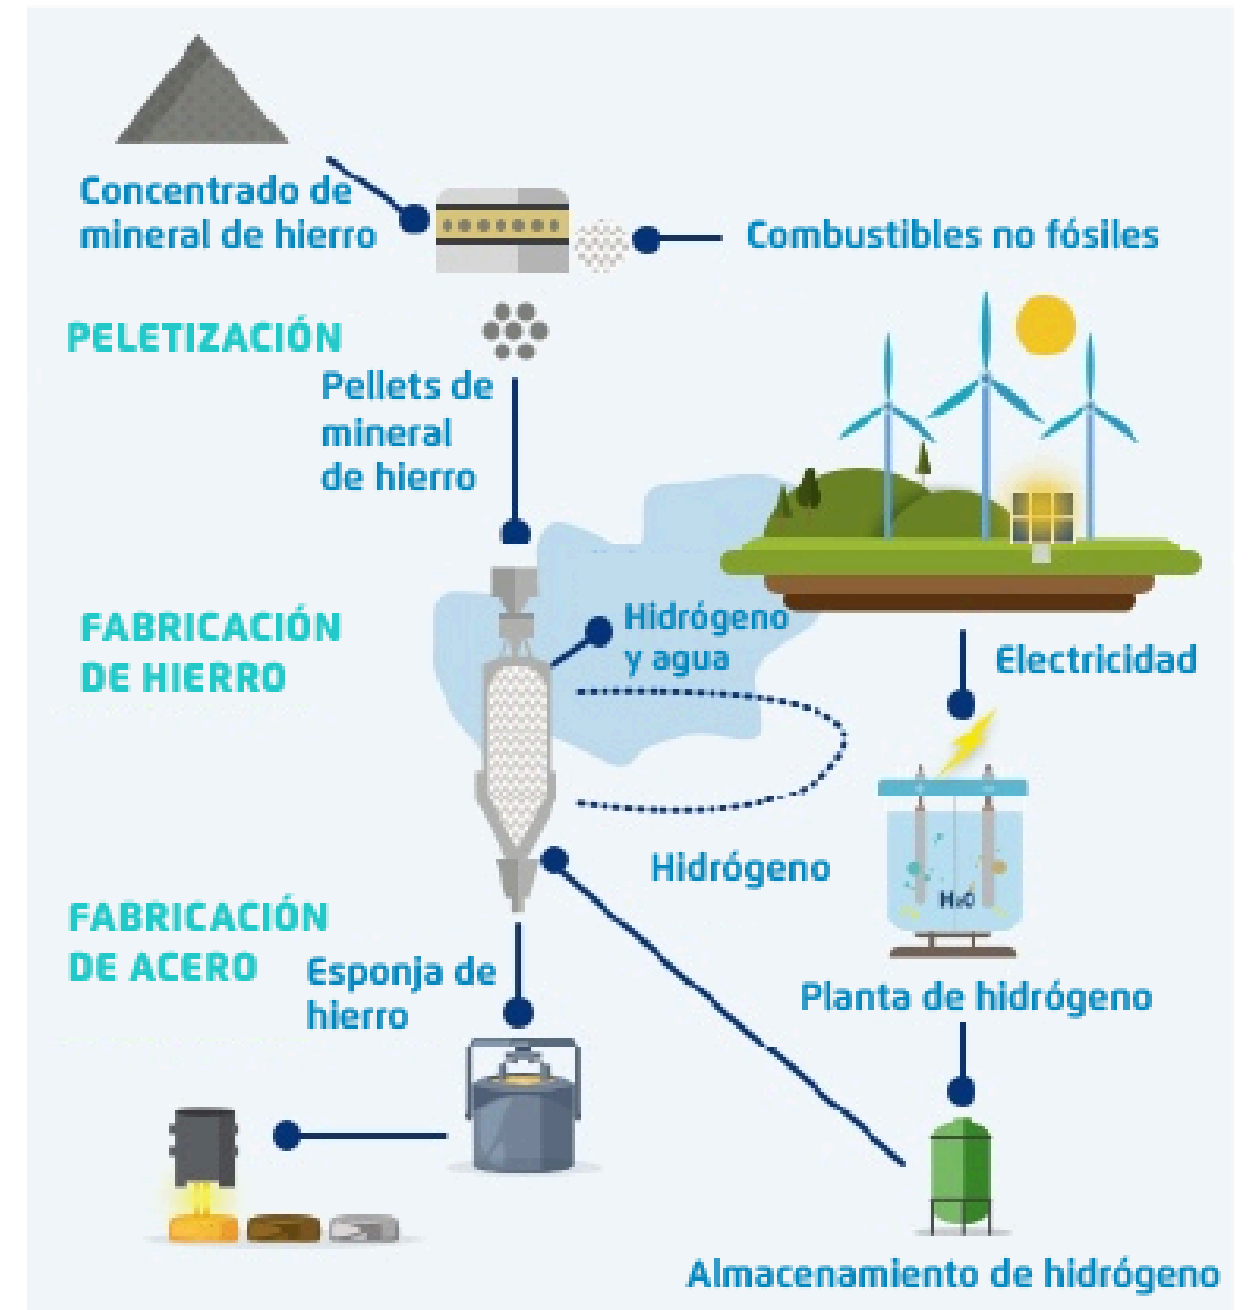 Concentrado de
mineral de hierro
Combustibles no fósiles
PELETIZACIÓN
Pellets de
mineral
de hierro
FABRICACIÓN
DE HIERRO
Hidrógeno
y agua
Electricidad
Hidrógeno
H₂O
FABRICACIÓN
DE ACERO
Esponja de
hierro
Planta de hidrógeno
Almacenamiento de hidrógeno